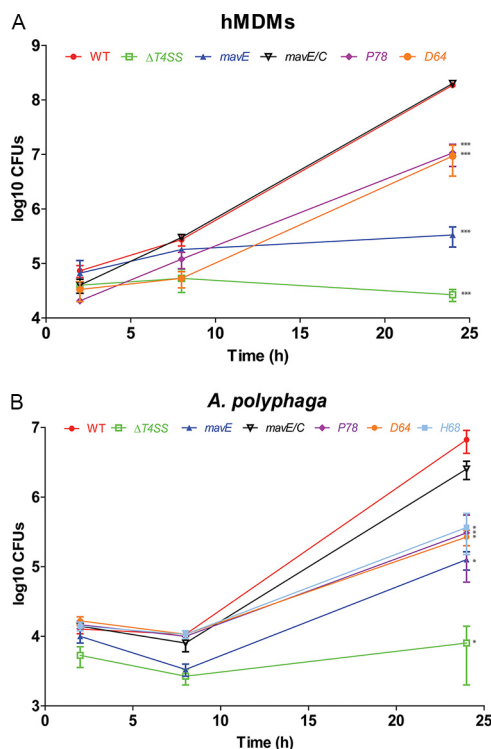 A
hMDMs
WT ΔT4SS mavE mavE/C P78 D64
log10 CFUs
9
8
7
6
5
4
***
***
***
***
0 5 10 15 20 25
Time (h)
B
A. polyphaga
WT ΔT4SS mavE mavE/C P78 D64 H68
log10 CFUs
7
6
5
4
3
*
*
*
*
*
0 5 10 15 20 25
Time (h)